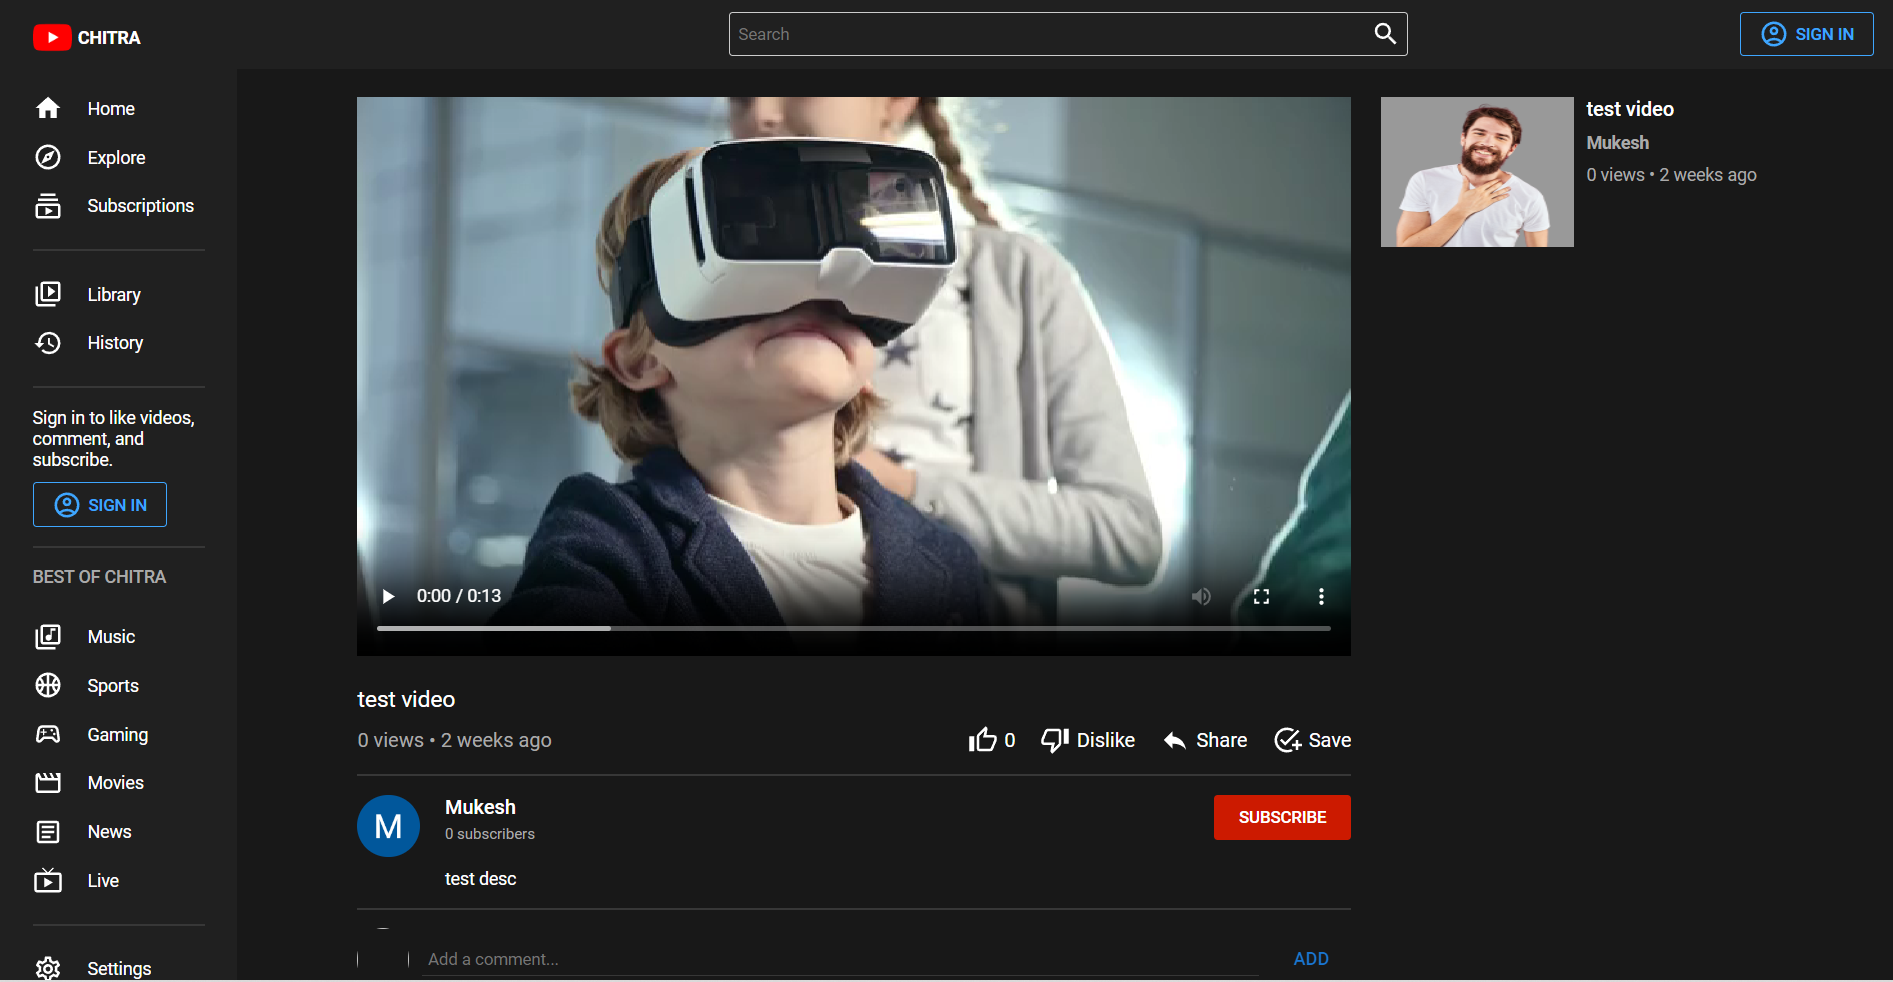 CHITRA
Search
SIGN IN
Home
Explore
Subscriptions
Library
History
Sign in to like videos,
comment, and
subscribe.
SIGN IN
BEST OF CHITRA
Music
Sports
Gaming
Movies
News
Live
Settings
0:00 / 0:13
test video
0 views • 2 weeks ago
0
Dislike
Share
Save
M
Mukesh
0 subscribers
SUBSCRIBE
test desc
Add a comment...
ADD
test video
Mukesh
0 views • 2 weeks ago